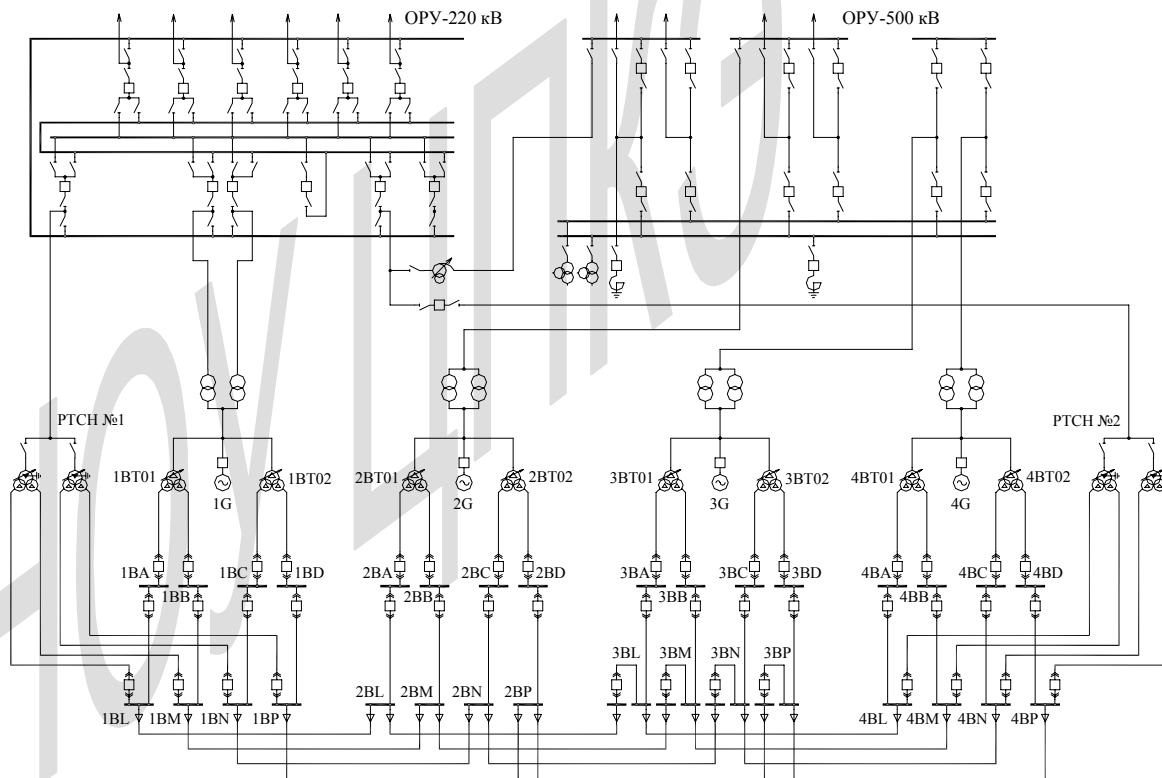 ОРУ-220 кВ
ОРУ-500 кВ
РТСН №1
РТСН №2
1BT01
1BT02
2BT01
2BT02
3BT01
3BT02
4BT01
4BT02
1G
2G
3G
4G
1BA
1BB
1BC
1BD
2BA
2BB
2BC
2BD
3BA
3BB
3BC
3BD
4BA
4BB
4BC
4BD
3BL
3BM
3BN
3BP
1BL
1BM
1BN
1BP
2BL
2BM
2BN
2BP
4BL
4BM
4BN
4BP